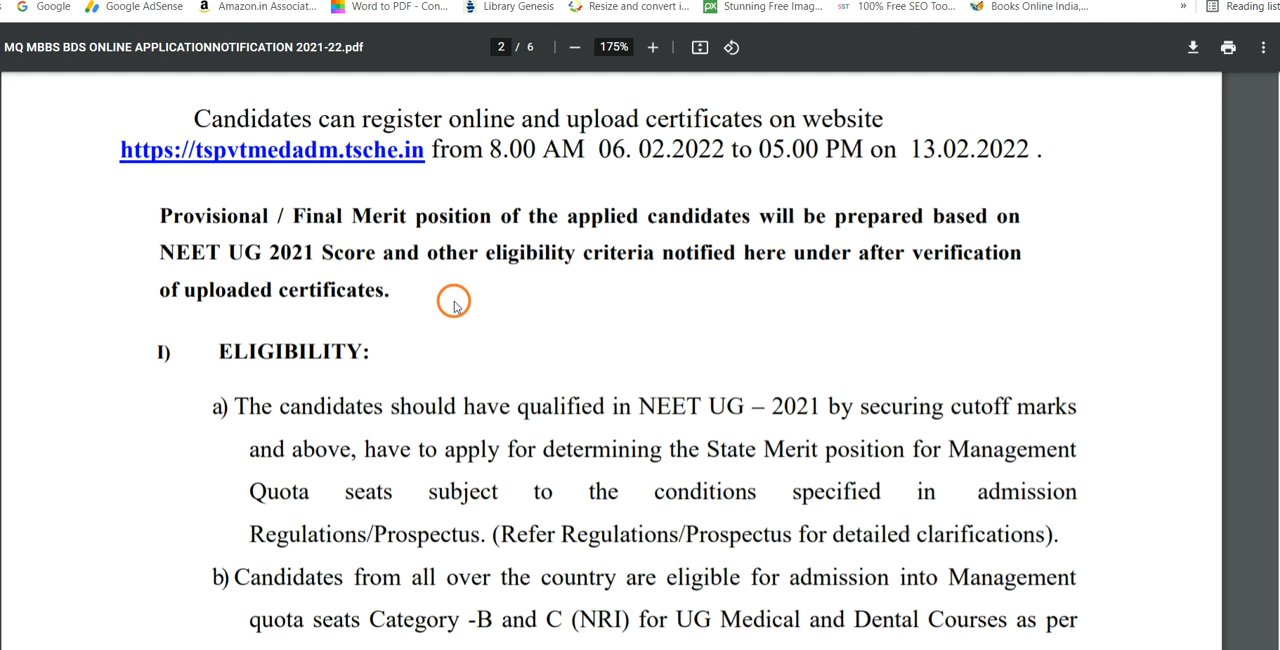 Google Google AdSense Amazon.in Associat... Word to PDF - Con... Library Genesis Resize and convert i... Stunning Free Imag... 100% Free SEO Too... Books Online India,... » Reading list
MQ MBBS BDS ONLINE APPLICATIONNOTIFICATION 2021-22.pdf 2 / 6 — 175% +
Candidates can register online and upload certificates on website
https://tspvtmedadm.tsche.in from 8.00 AM 06. 02.2022 to 05.00 PM on 13.02.2022 .
Provisional / Final Merit position of the applied candidates will be prepared based on
NEET UG 2021 Score and other eligibility criteria notified here under after verification
of uploaded certificates.
I) ELIGIBILITY:
a) The candidates should have qualified in NEET UG – 2021 by securing cutoff marks
and above, have to apply for determining the State Merit position for Management
Quota seats subject to the conditions specified in admission
Regulations/Prospectus. (Refer Regulations/Prospectus for detailed clarifications).
b) Candidates from all over the country are eligible for admission into Management
quota seats Category -B and C (NRI) for UG Medical and Dental Courses as per